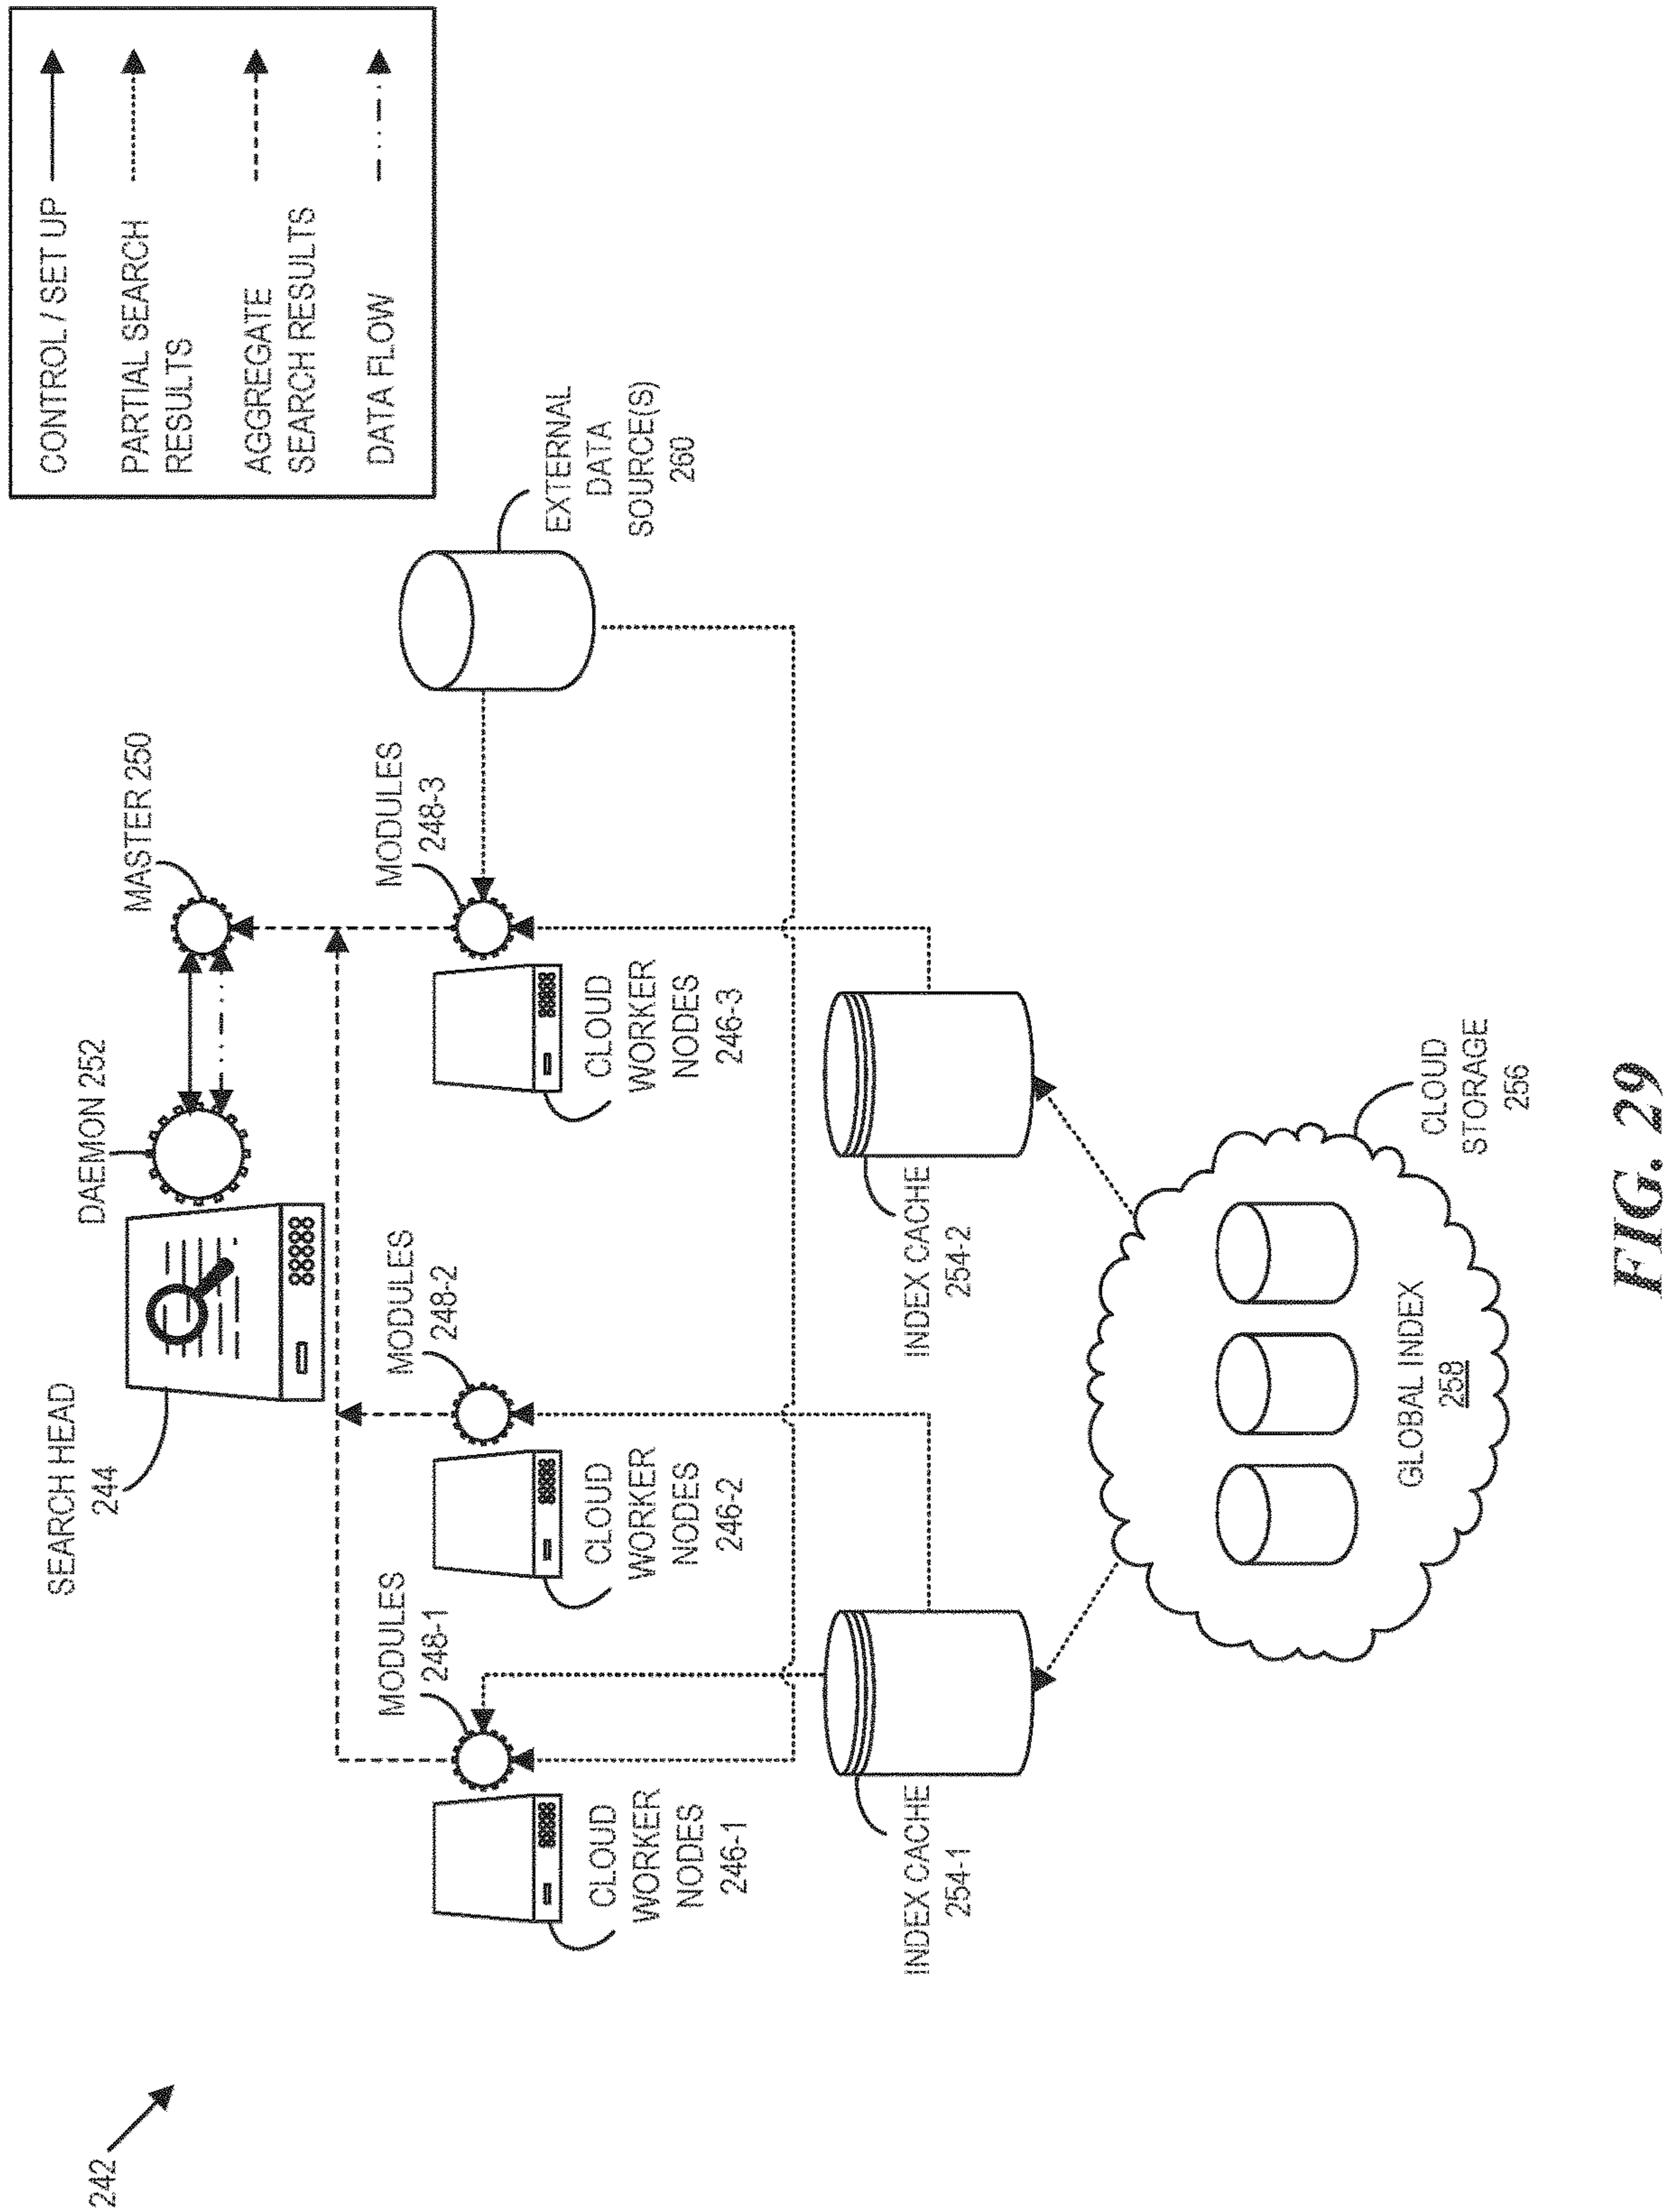 242
SEARCH HEAD
244
DAEMON 252
MASTER 250
CONTROL / SET UP
PARTIAL SEARCH
RESULTS
AGGREGATE
SEARCH RESULTS
DATA FLOW
MODULES
248-1
MODULES
248-2
MODULES
248-3
EXTERNAL
DATA
SOURCE(S)
260
CLOUD
WORKER
NODES
246-1
CLOUD
WORKER
NODES
246-2
CLOUD
WORKER
NODES
246-3
INDEX CACHE
254-1
INDEX CACHE
254-2
GLOBAL INDEX
258
CLOUD
STORAGE
256
FIG. 29